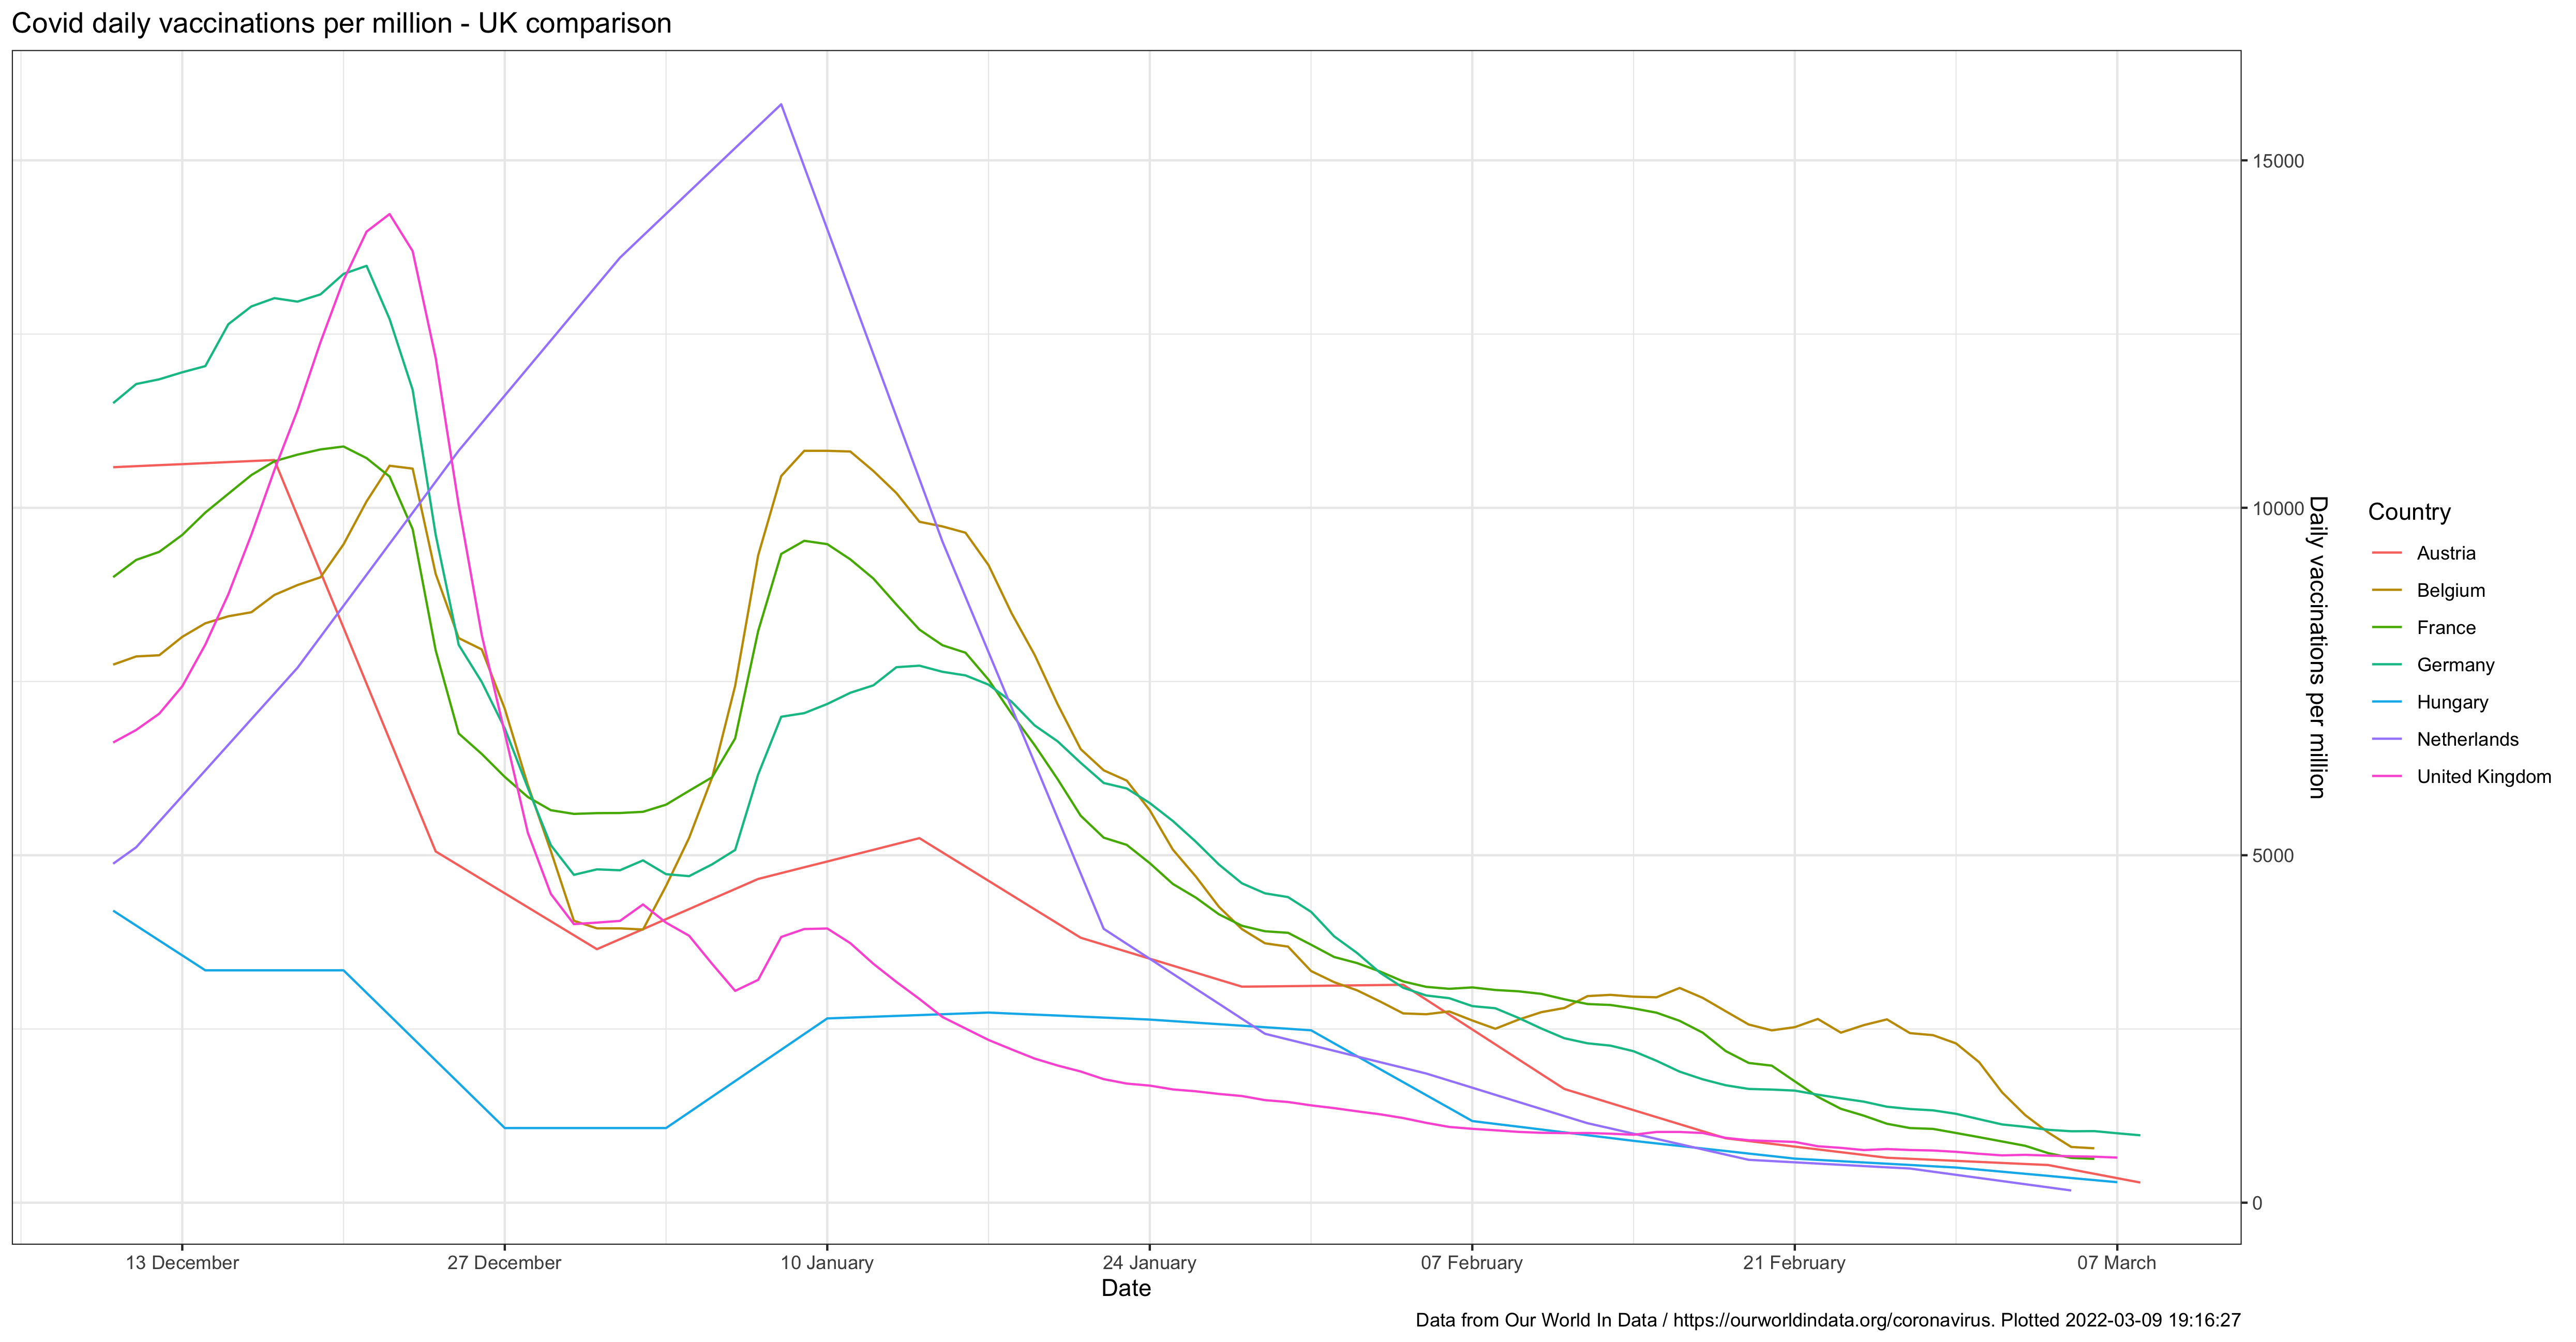 Covid daily vaccinations per million - UK comparison
15000
10000
5000
0
Daily vaccinations per million
Country
Austria
Belgium
France
Germany
Hungary
Netherlands
United Kingdom
13 December
27 December
10 January
24 January
07 February
21 February
07 March
Date
Data from Our World In Data / https://ourworldindata.org/coronavirus. Plotted 2022-03-09 19:16:27